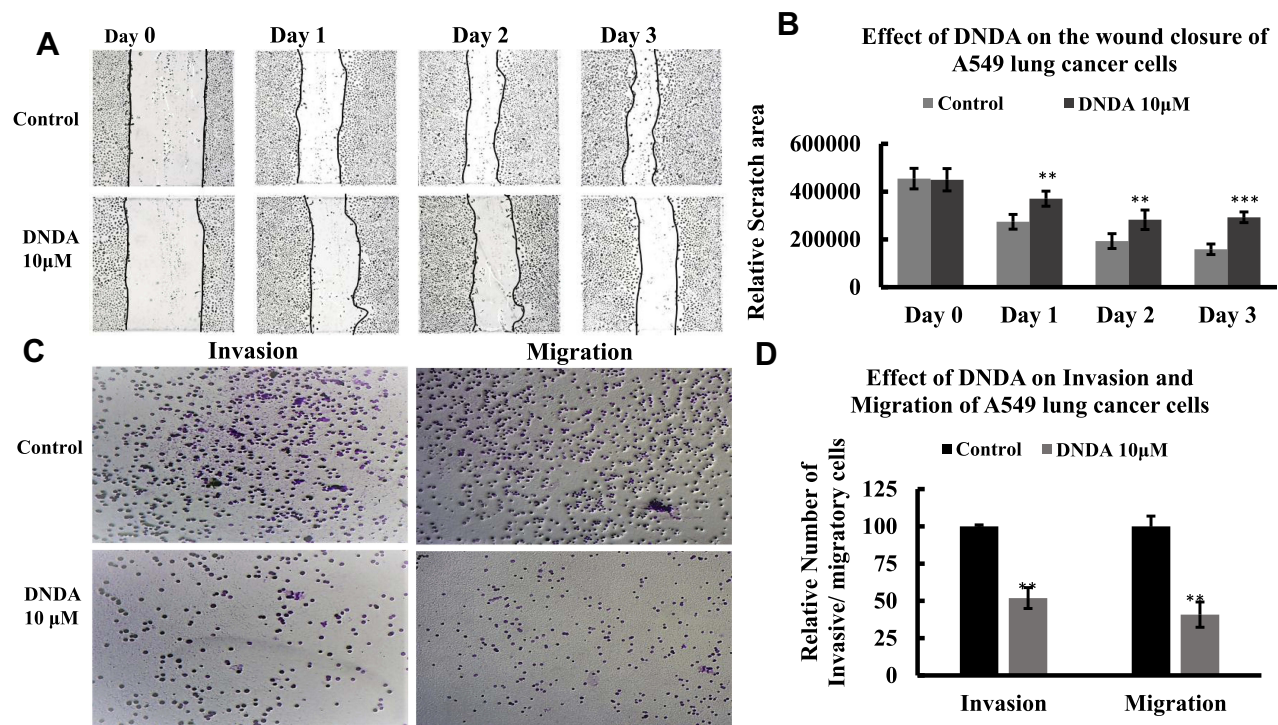 A
Day 0
Day 1
Day 2
Day 3
Control
DNDA
10μM
B
Effect of DNDA on the wound closure of
A549 lung cancer cells
Control
DNDA 10μM
Relative Scratch area
600000
400000
200000
0
**
**
***
Day 0
Day 1
Day 2
Day 3
C
Invasion
Migration
Control
DNDA
10 μM
D
Effect of DNDA on Invasion and
Migration of A549 lung cancer cells
Control
DNDA 10μM
Relative Number of
Invasive/ migratory cells
125
100
75
50
25
0
**
**
Invasion
Migration